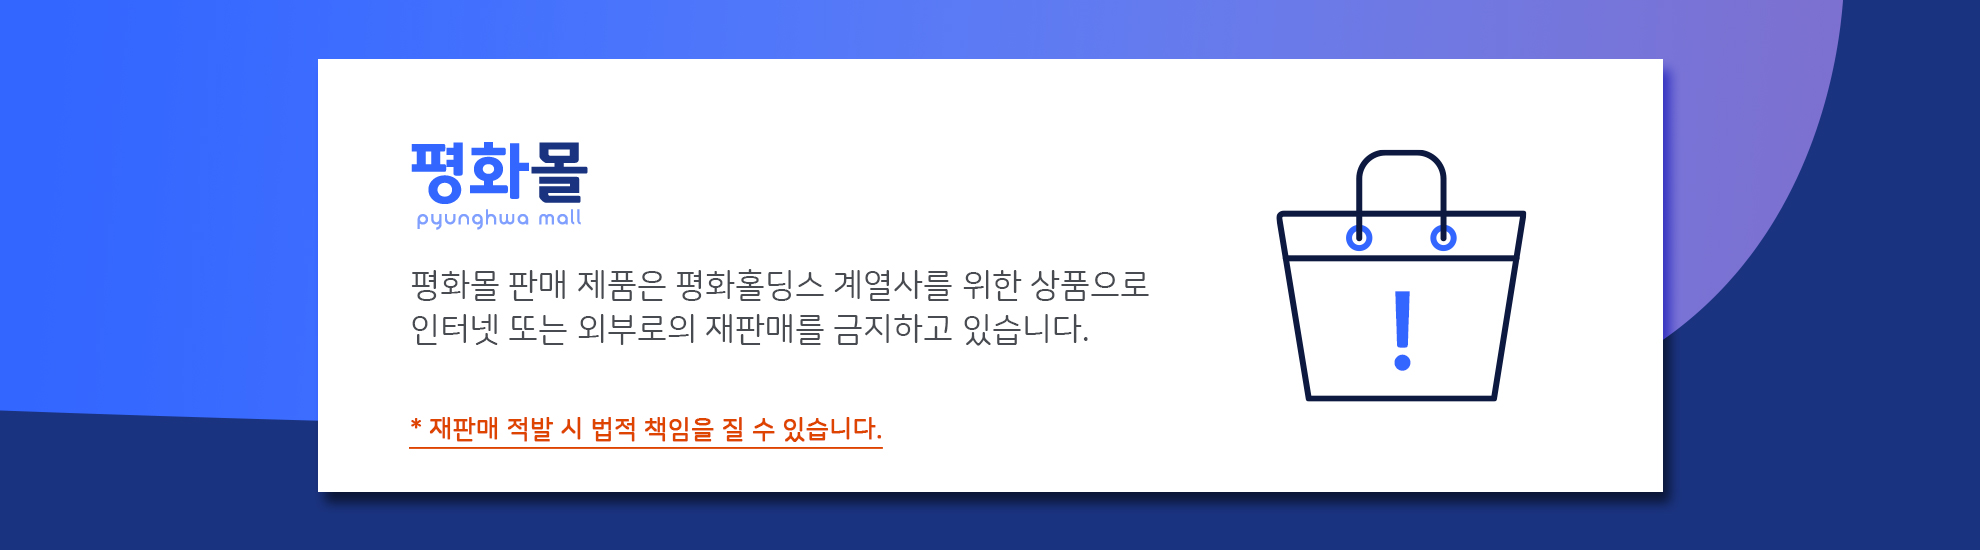 평화몰
pyunghwa mall
평화몰 판매 제품은 평화홀딩스 계열사를 위한 상품으로
인터넷 또는 외부로의 재판매를 금지하고 있습니다.
* 재판매 적발 시 법적 책임을 질 수 있습니다.
!